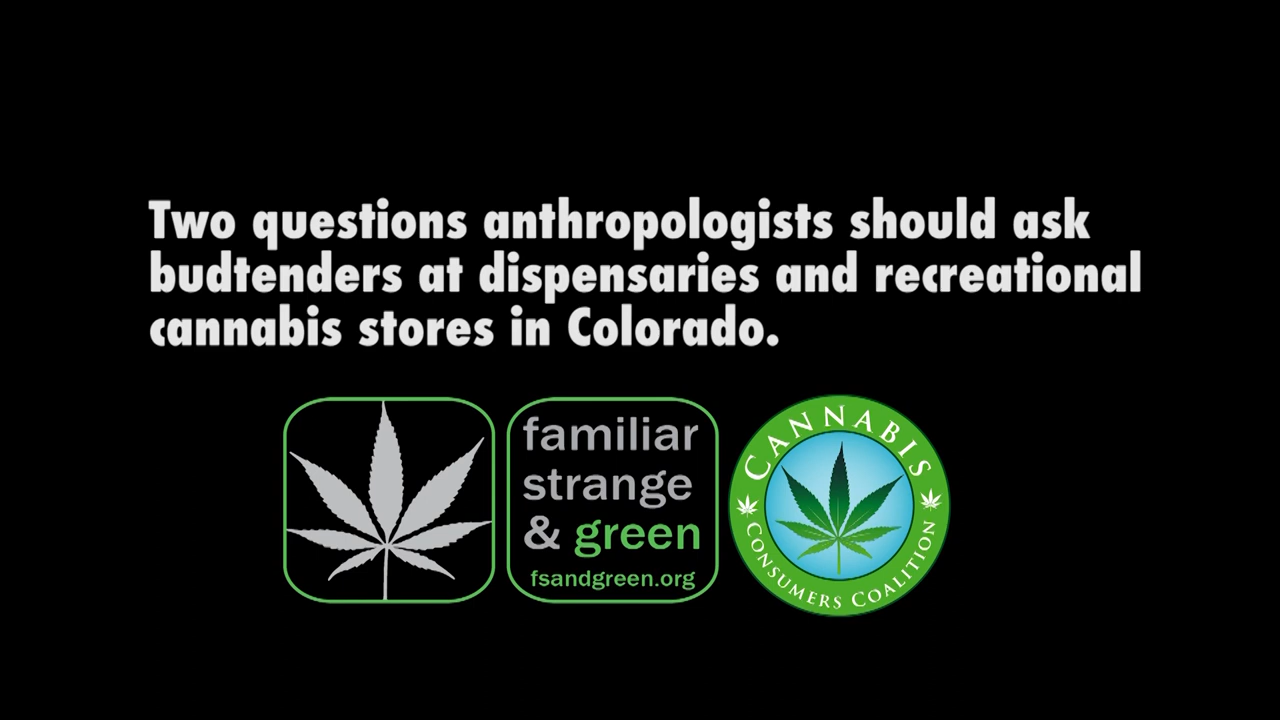 Two questions anthropologists should ask
budtenders at dispensaries and recreational
cannabis stores in Colorado.
familiar
strange
& green
fsandgreen.org
CANNABIS
CONSUMERS COALITION